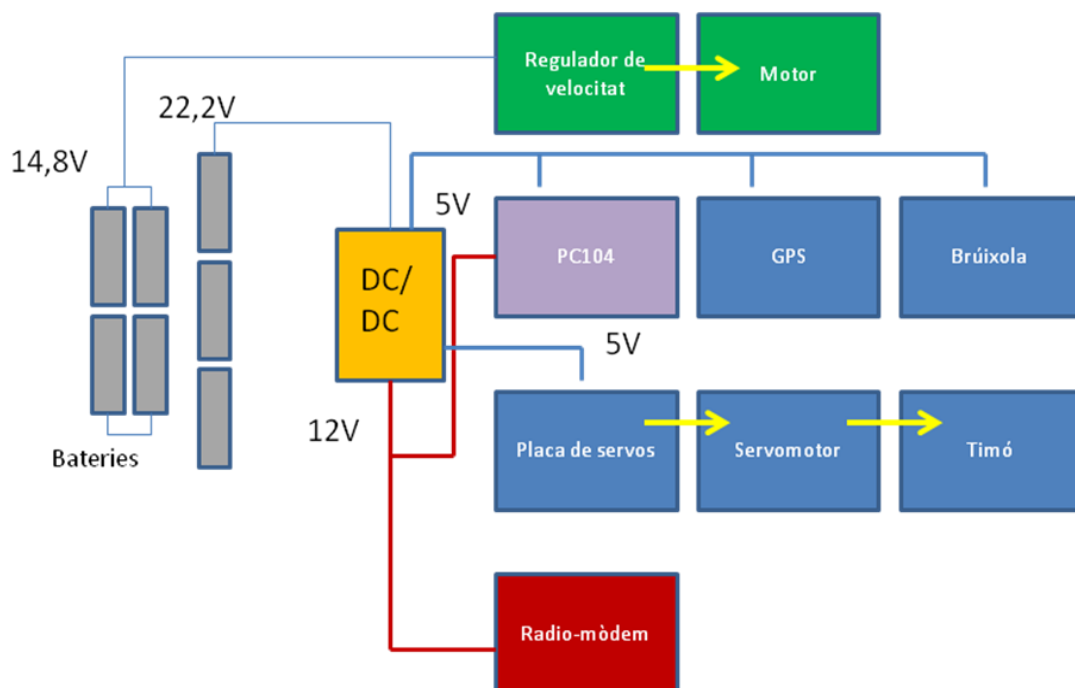 Regulador de
velocitat
Motor
22,2V
14,8V
5V
PC104
GPS
Brúixola
DC/
DC
5V
12V
Bateries
Placa de servos
Servomotor
Timó
Radio-mòdem